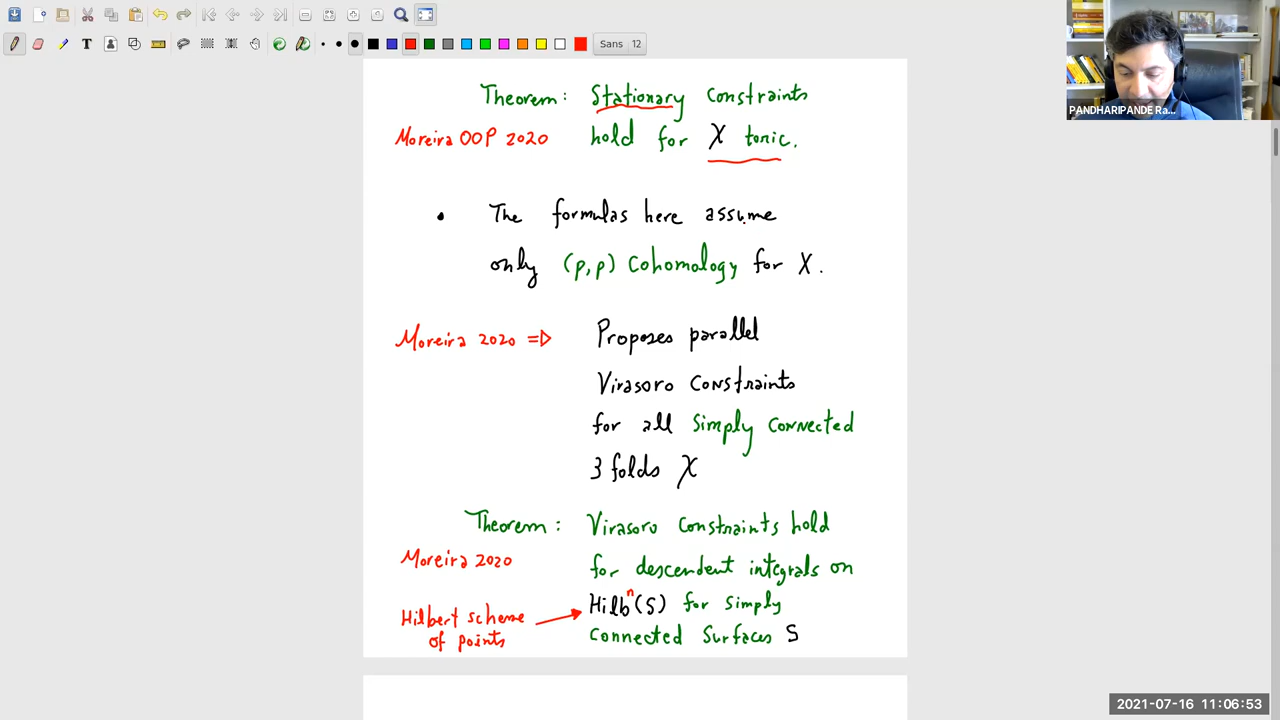 Sans 12
PANDHARIPANDE Ra...
Theorem: Stationary Constraints
Moreira OOP 2020 hold for X toric.
• The formulas here assume
only (p,p) Cohomology for X.
Moreira 2020 ⇒ Proposes parallel
Virasoro Constraints
for all Simply Connected
3 folds X
Theorem: Virasoro Constraints hold
Moreira 2020 for descendent integrals on
Hilbert scheme of points → Hilbⁿ(S) for simply
connected Surfaces S
2021-07-16 11:06:53